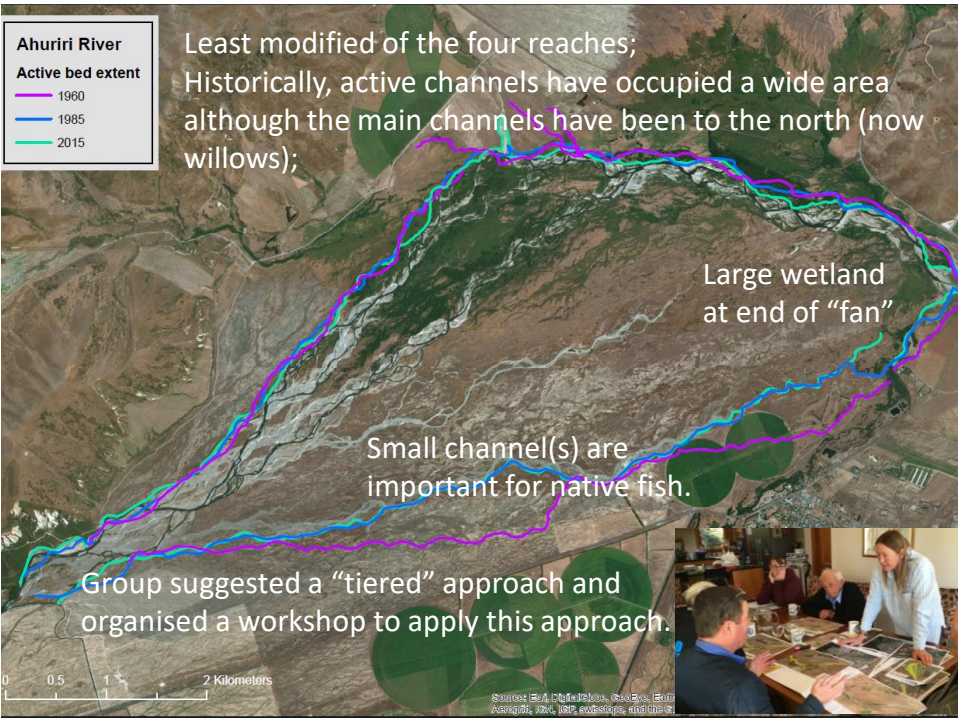 Ahuriri River
Active bed extent
1960
1985
2015
Least modified of the four reaches;
Historically, active channels have occupied a wide area
although the main channels have been to the north (now
willows);
Large wetland
at end of “fan”
Small channel(s) are
important for native fish.
Group suggested a “tiered” approach and
organised a workshop to apply this approach.
0 0.5 1 2 Kilometers
Source: Esri, DigitalGlobe, GeoEye, Earth
Aerogrid, IGN, IGP, swisstopo, and the G